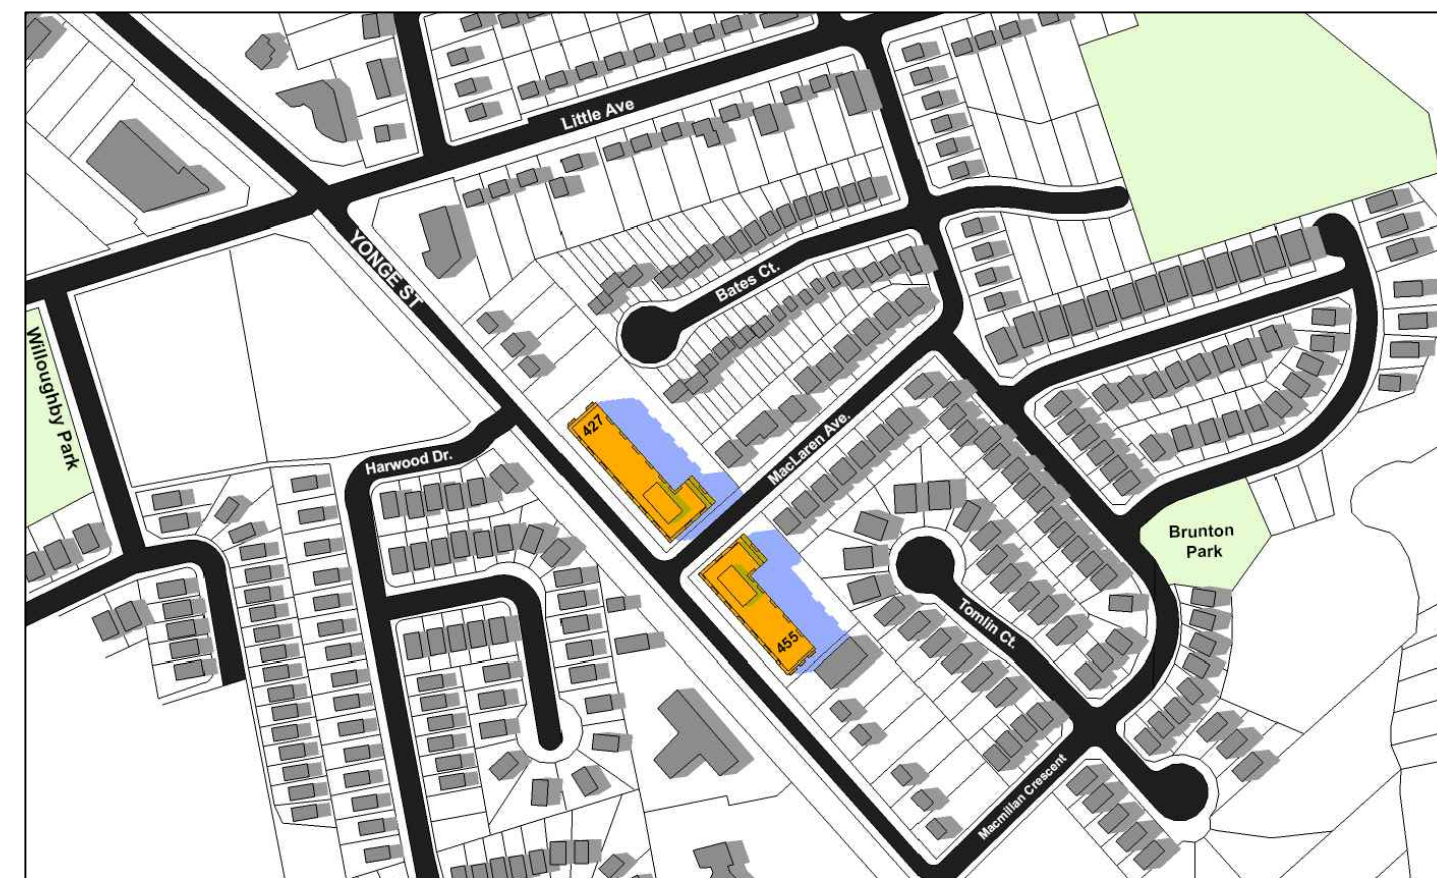 Little Ave
YONGE ST
Bates Ct.
Willoughby Park
427
MacLaren Ave.
Harwood Dr.
Brunton
Park
Tomlin Ct.
455
Macmillan Crescent